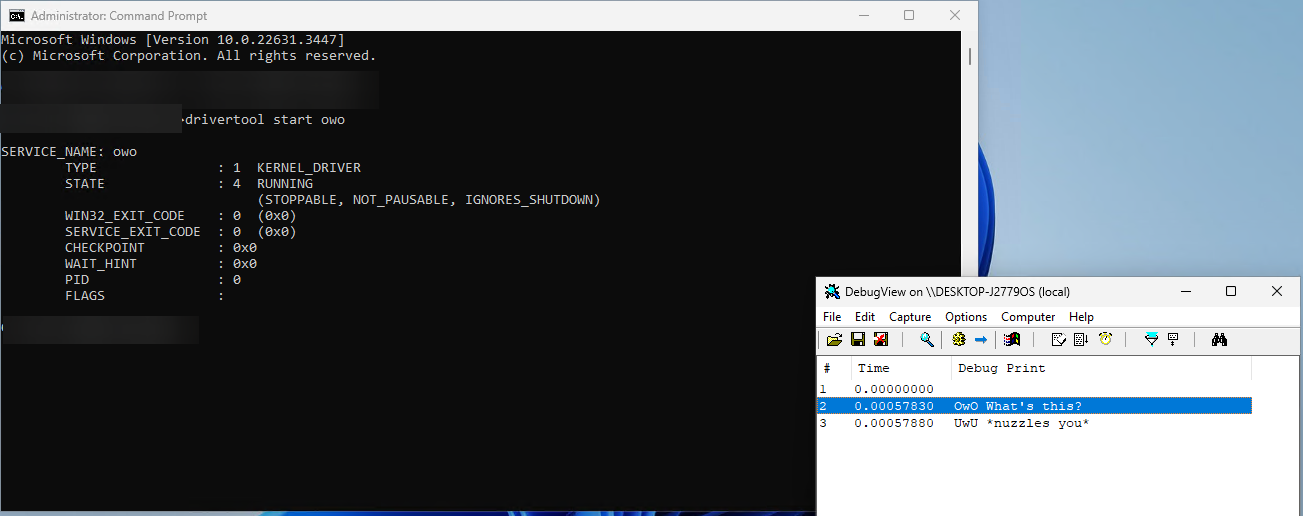 Administrator: Command Prompt
Microsoft Windows [Version 10.0.22631.3447]
(c) Microsoft Corporation. All rights reserved.
>drivertool start owo
SERVICE_NAME: owo
TYPE : 1 KERNEL_DRIVER
STATE : 4 RUNNING
(STOPPABLE, NOT_PAUSABLE, IGNORES_SHUTDOWN)
WIN32_EXIT_CODE : 0 (0x0)
SERVICE_EXIT_CODE : 0 (0x0)
CHECKPOINT : 0x0
WAIT_HINT : 0x0
PID : 0
FLAGS :
DebugView on \\DESKTOP-J2779OS (local)
File Edit Capture Options Computer Help
# Time Debug Print
1 0.00000000
2 0.00057830 OwO What's this?
3 0.00057880 UwU *nuzzles you*